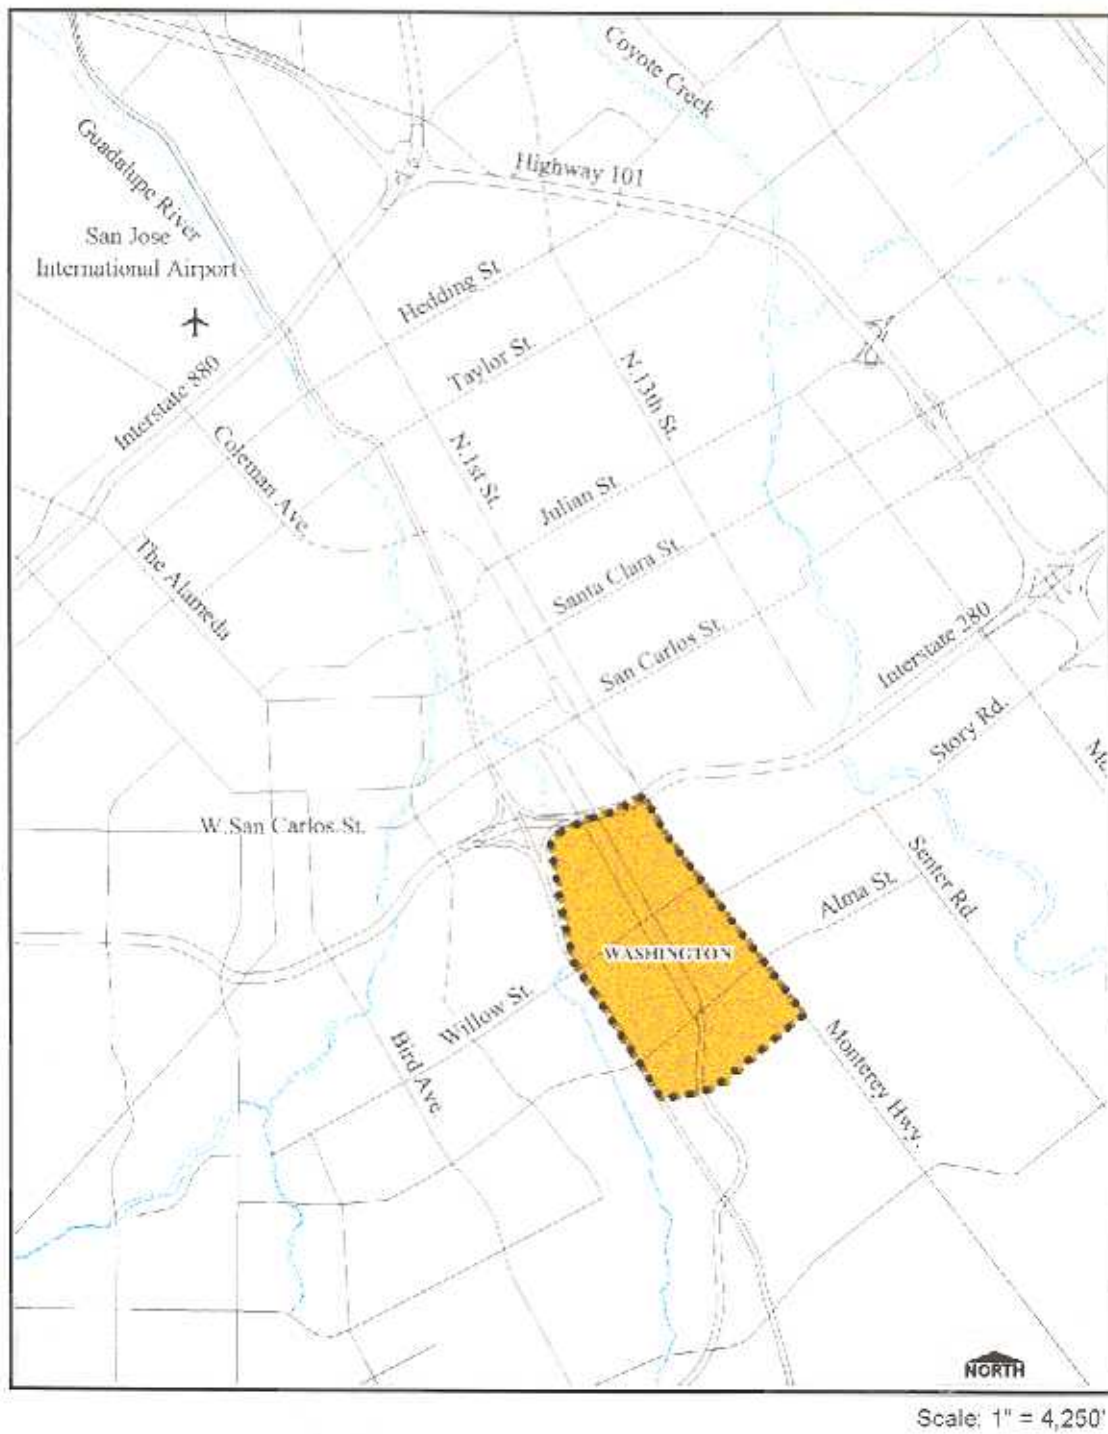 Coyote Creek
Guadalupe River
Highway 101
San Jose
International Airport
Hedding St
Taylor St.
N.13th St.
Interstate 880
Coleman Ave.
N.1st St.
Julian St
The Alameda
Santa Clara St.
San Carlos St.
Interstate 280
Story Rd.
W.San Carlos St.
Senter Rd.
Alma St.
WASHINGTON
Willow St.
Bird Ave
Monterey Hwy.
NORTH
Scale: 1" = 4,250'